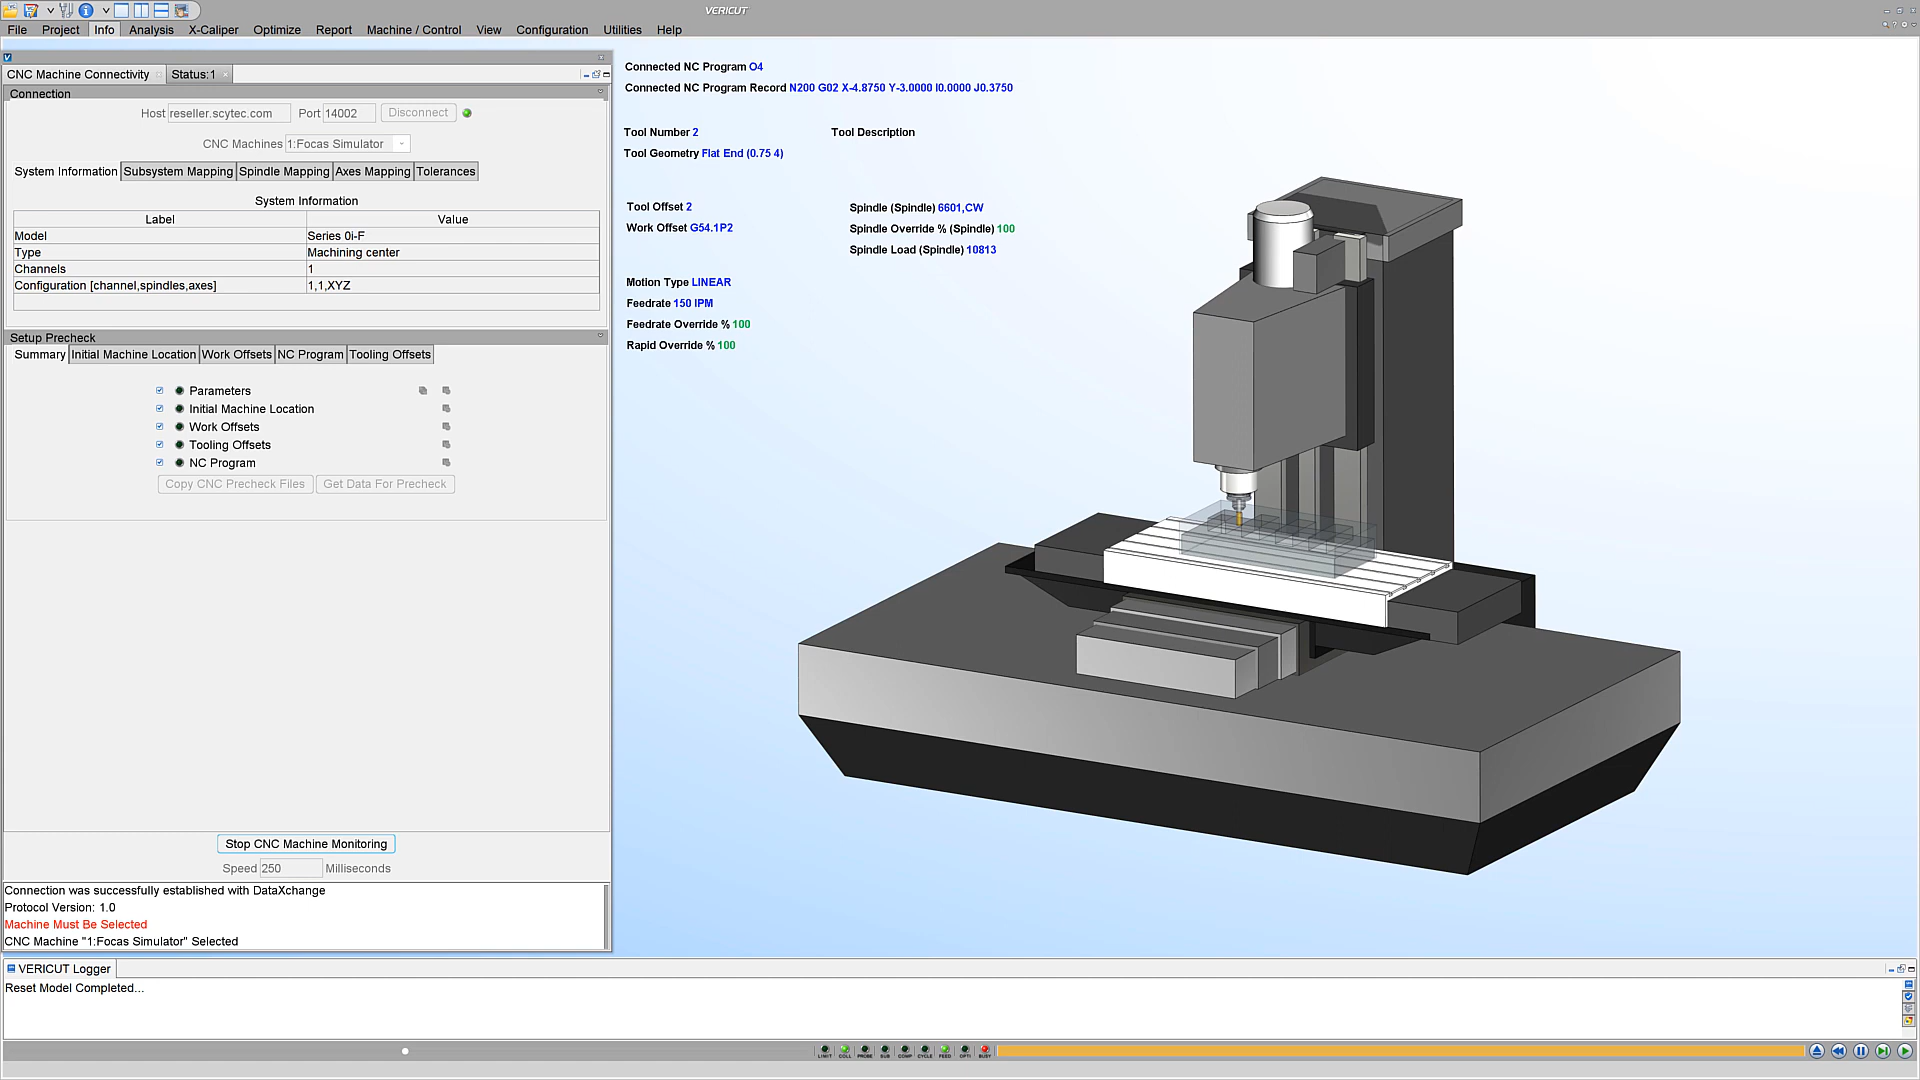 VERICUT
File Project Info Analysis X-Caliper Optimize Report Machine / Control View Configuration Utilities Help
CNC Machine Connectivity Status:1
Connection
Host reseller.scytec.com Port 14002 Disconnect
CNC Machines 1:Focas Simulator
System Information Subsystem Mapping Spindle Mapping Axes Mapping Tolerances
System Information
Label Value
Model Series 0i-F
Type Machining center
Channels 1
Configuration [channel,spindles,axes] 1,1,XYZ
Setup Precheck
Summary Initial Machine Location Work Offsets NC Program Tooling Offsets
Parameters
Initial Machine Location
Work Offsets
Tooling Offsets
NC Program
Copy CNC Precheck Files Get Data For Precheck
Stop CNC Machine Monitoring
Speed 250 Milliseconds
Connection was successfully established with DataXchange
Protocol Version: 1.0
Machine Must Be Selected
CNC Machine "1:Focas Simulator" Selected
Connected NC Program O4
Connected NC Program Record N200 G02 X-4.8750 Y-3.0000 I0.0000 J0.3750
Tool Number 2 Tool Description
Tool Geometry Flat End (0.75 4)
Tool Offset 2 Spindle (Spindle) 6601,CW
Work Offset G54.1P2 Spindle Override % (Spindle) 100
Spindle Load (Spindle) 10813
Motion Type LINEAR
Feedrate 150 IPM
Feedrate Override % 100
Rapid Override % 100
VERICUT Logger
Reset Model Completed...
LIMIT COLL PROBE SUB COMP CYCLE FEED OPTI BUSY